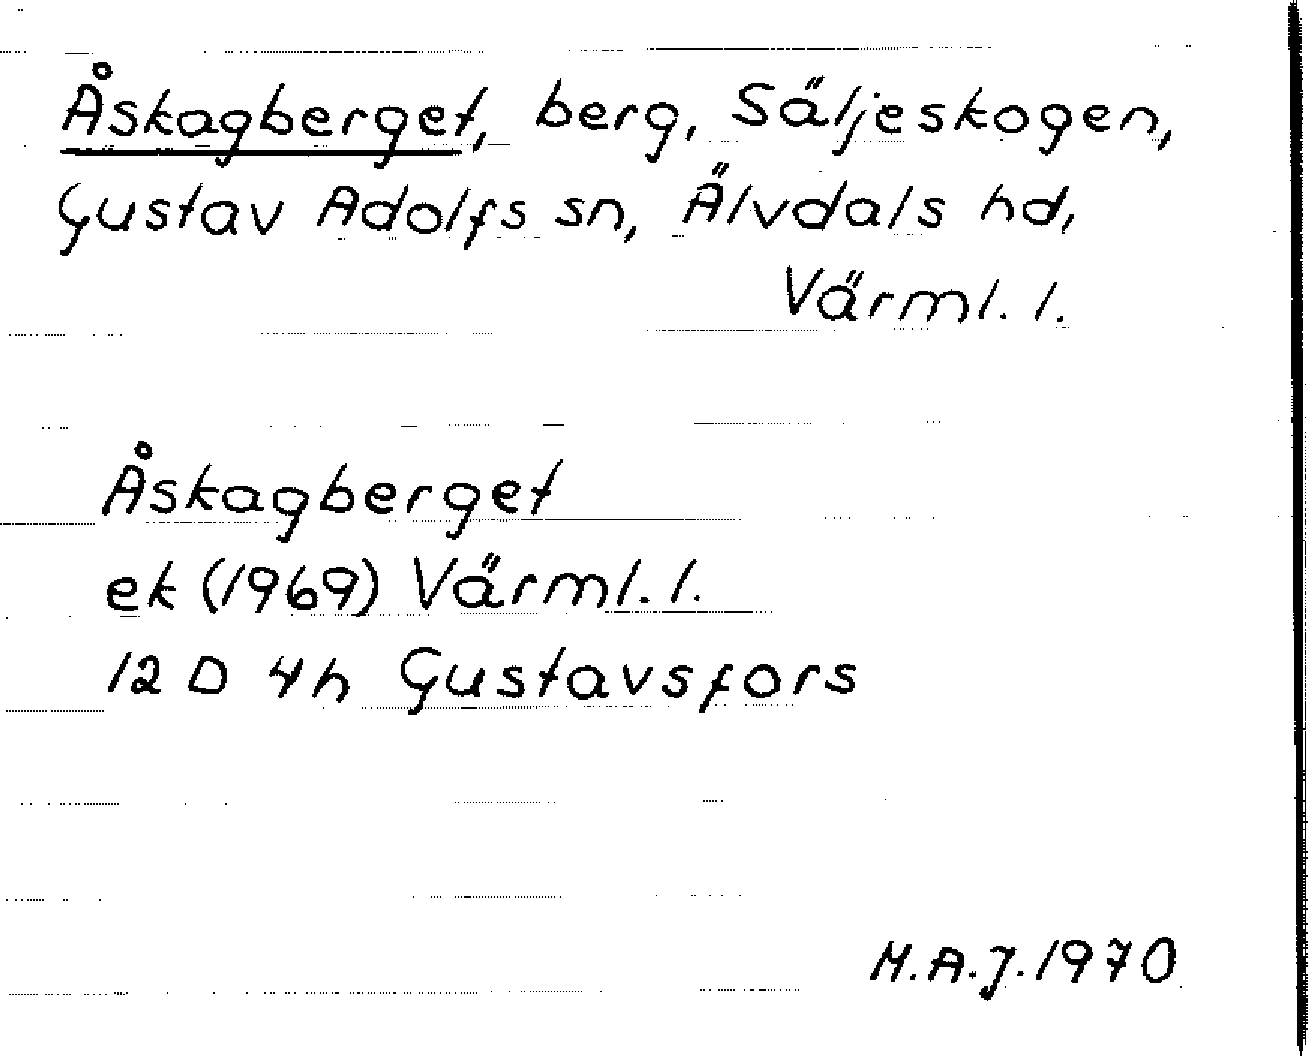 Åskagberget, berg, Säljeskogen,
Gustav Adolfs sn, Älvdals hd,
Värml. l.
Åskagberget
ek (1969) Värml. l.
12 D 4h Gustavsfors
M.A.J. 1970